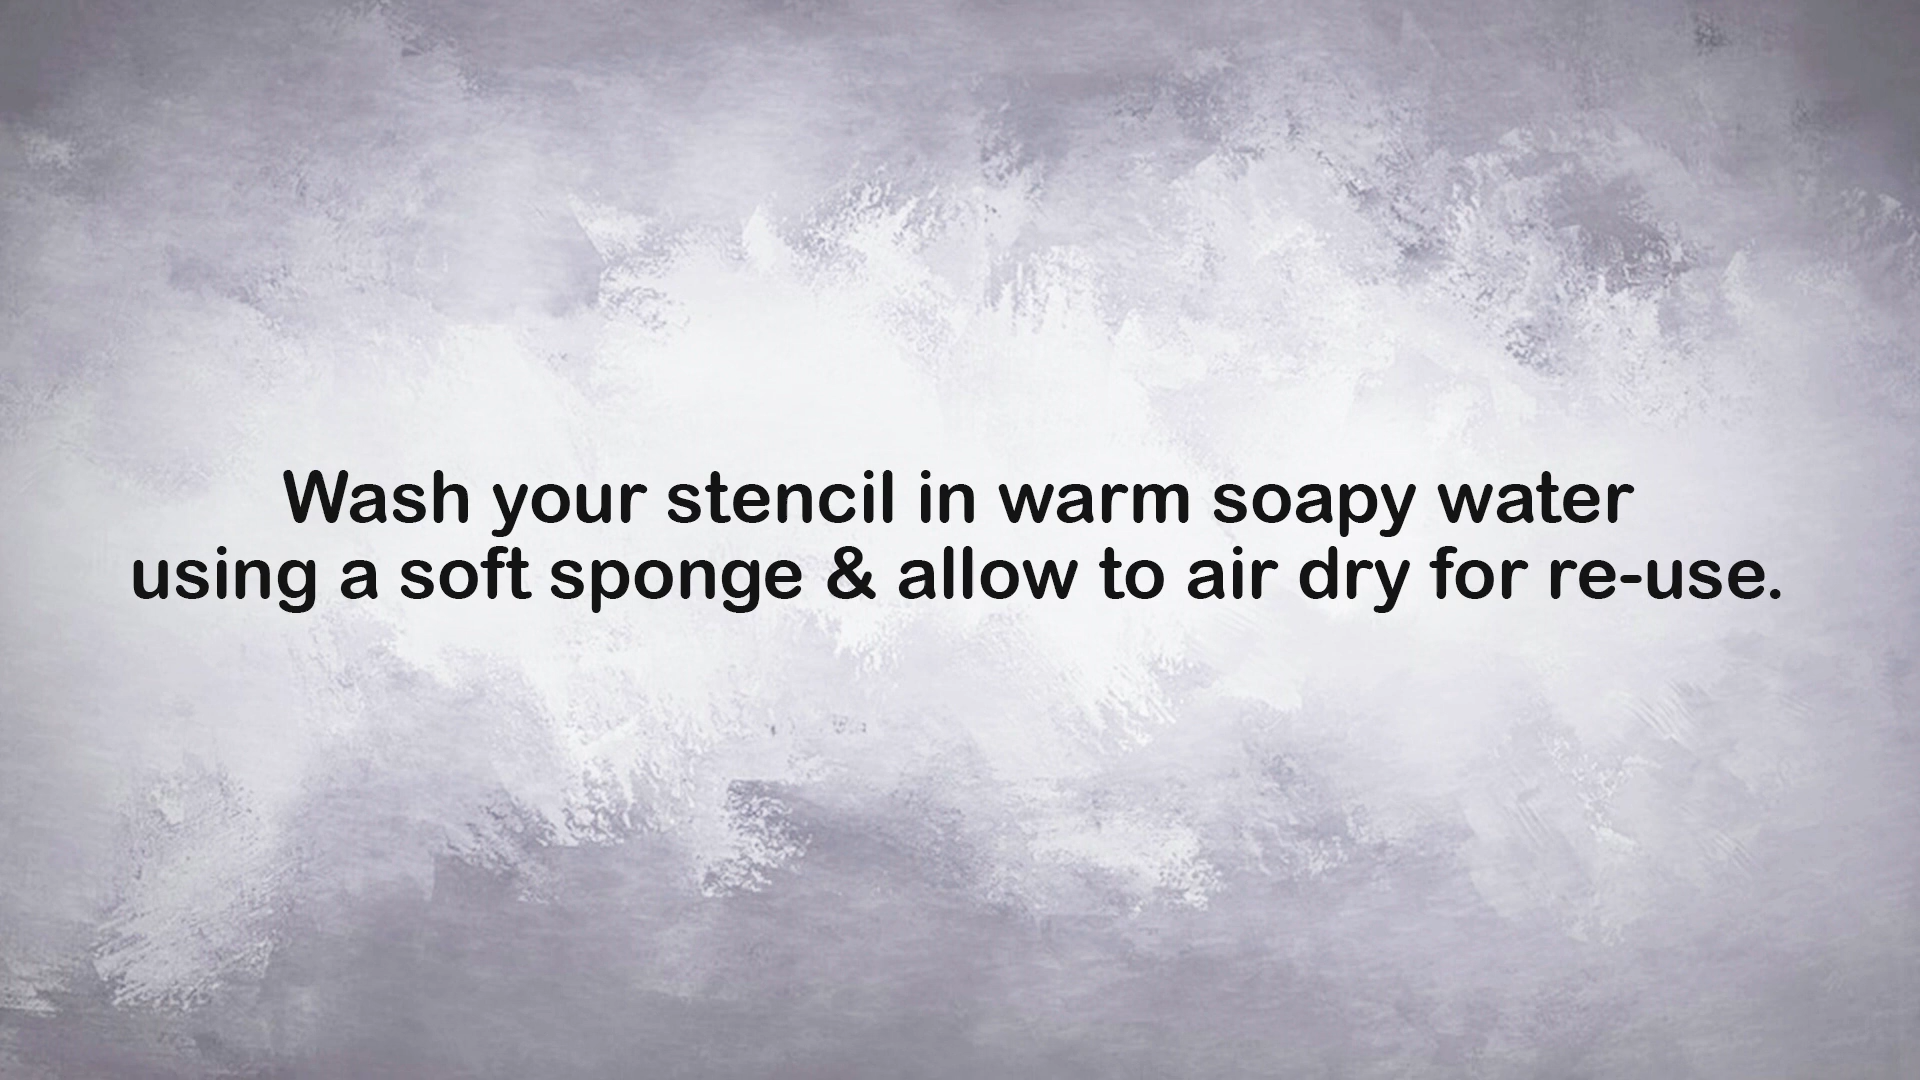 Wash your stencil in warm soapy water
using a soft sponge & allow to air dry for re-use.